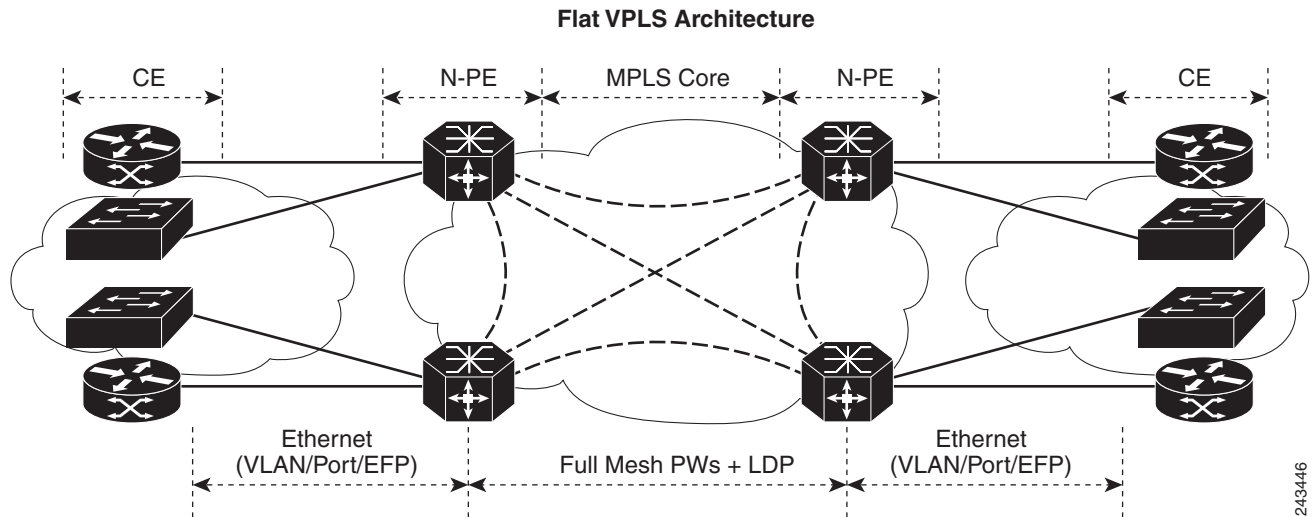 Flat VPLS Architecture
CE
N-PE
MPLS Core
N-PE
CE
Ethernet
(VLAN/Port/EFP)
Full Mesh PWs + LDP
Ethernet
(VLAN/Port/EFP)
243446